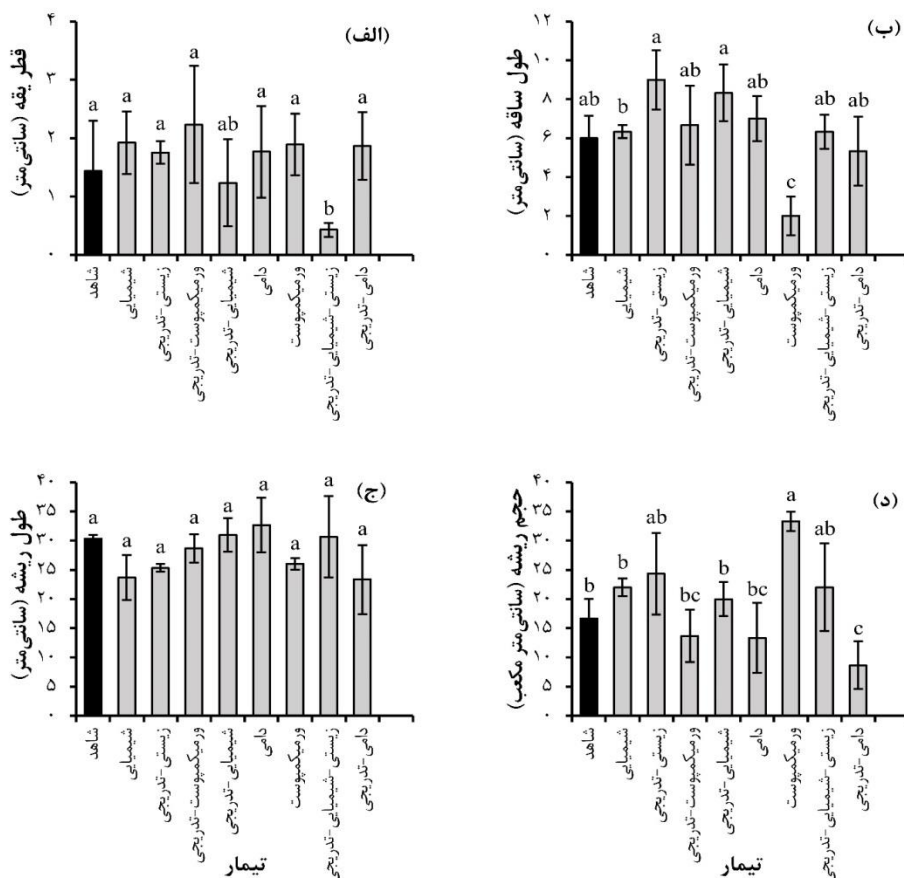 (الف)
قطر یقه (سانتی‌متر)
۴
۳
۲
۱
۰
a
a
a
a
ab
a
a
b
a
شاهد
شیمیایی
زیستی-تدریجی
ورمیکمپوست-تدریجی
شیمیایی-تدریجی
دامی
ورمیکمپوست
زیستی-شیمیایی-تدریجی
دامی-تدریجی
(ب)
طول ساقه (سانتی‌متر)
۱۲
۱۰
۸
۶
۴
۲
۰
ab
b
a
ab
a
ab
c
ab
ab
شاهد
شیمیایی
زیستی-تدریجی
ورمیکمپوست-تدریجی
شیمیایی-تدریجی
دامی
ورمیکمپوست
زیستی-شیمیایی-تدریجی
دامی-تدریجی
(ج)
طول ریشه (سانتی‌متر)
۴۰
۳۵
۳۰
۲۵
۲۰
۱۵
۱۰
۵
۰
a
a
a
a
a
a
a
a
a
شاهد
شیمیایی
زیستی-تدریجی
ورمیکمپوست-تدریجی
شیمیایی-تدریجی
دامی
ورمیکمپوست
زیستی-شیمیایی-تدریجی
دامی-تدریجی
تیمار
(د)
حجم ریشه (سانتی‌متر مکعب)
۴۰
۳۵
۳۰
۲۵
۲۰
۱۵
۱۰
۵
۰
b
b
ab
bc
b
bc
a
ab
c
شاهد
شیمیایی
زیستی-تدریجی
ورمیکمپوست-تدریجی
شیمیایی-تدریجی
دامی
ورمیکمپوست
زیستی-شیمیایی-تدریجی
دامی-تدریجی
تیمار